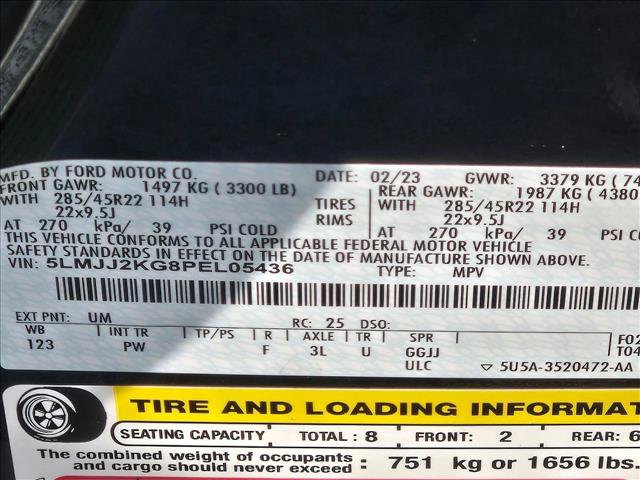 MFD. BY FORD MOTOR CO. DATE: 02/23 GVWR: 3379 KG ( 74
FRONT GAWR: 1497 KG ( 3300 LB) REAR GAWR: 1987 KG ( 4380
WITH 285/45R22 114H TIRES 285/45R22 114H
22x9.5J RIMS 22x9.5J
AT 270 kPa/ 39 PSI COLD AT 270 kPa/ 39 PSI CO
THIS VEHICLE CONFORMS TO ALL APPLICABLE FEDERAL MOTOR VEHICLE
SAFETY STANDARDS IN EFFECT ON THE DATE OF MANUFACTURE SHOWN ABOVE.
VIN: 5LMJJ2KG8PEL05436 TYPE: MPV
EXT PNT: UM RC: 25 DSO:
WB INT TR TP/PS R AXLE TR SPR F02
123 PW F 3L U GGJJ T04
ULC ▽ 5U5A-3520472-AA
TIRE AND LOADING INFORMAT
SEATING CAPACITY TOTAL : 8 FRONT: 2 REAR: 6
The combined weight of occupants
and cargo should never exceed : 751 kg or 1656 lbs.